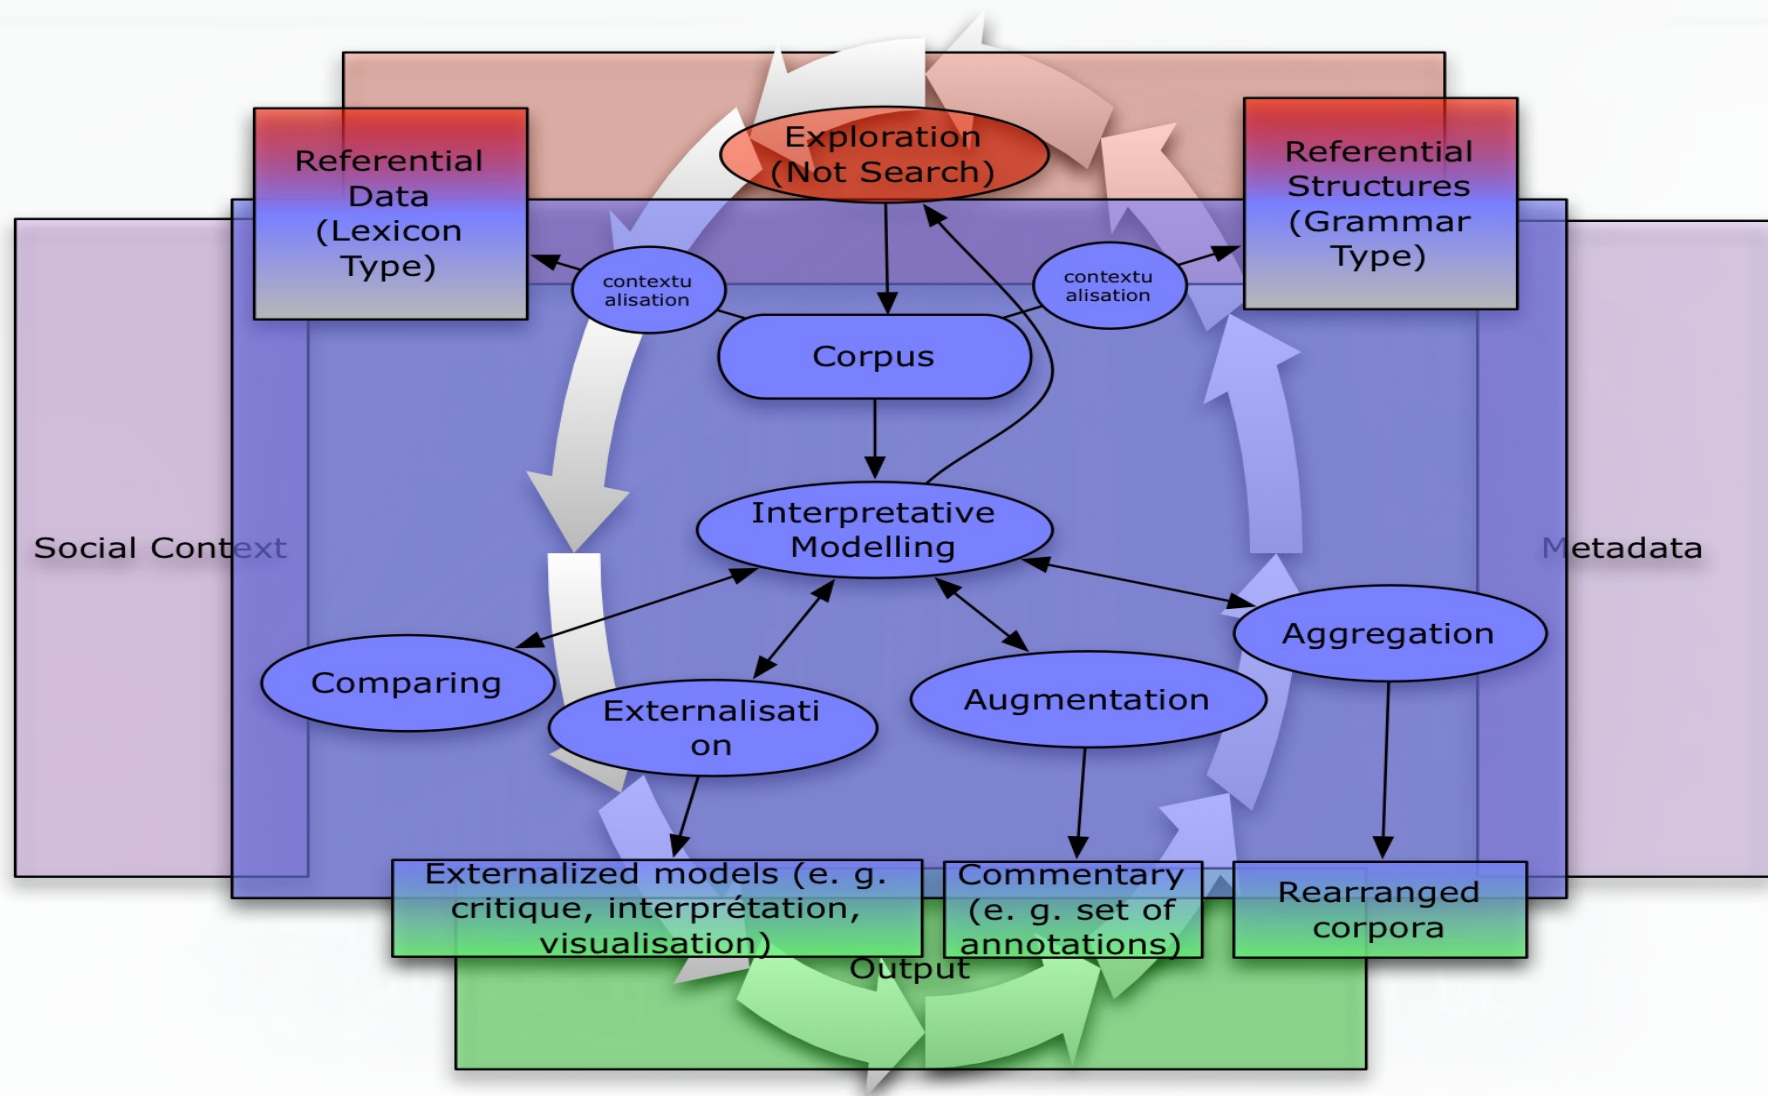 Exploration
(Not Search)
Referential
Data
(Lexicon
Type)
Referential
Structures
(Grammar
Type)
contextu
alisation
contextu
alisation
Corpus
Interpretative
Modelling
Social Context
Metadata
Comparing
Externalisati
on
Augmentation
Aggregation
Externalized models (e. g.
critique, interprétation,
visualisation)
Commentary
(e. g. set of
annotations)
Rearranged
corpora
Output